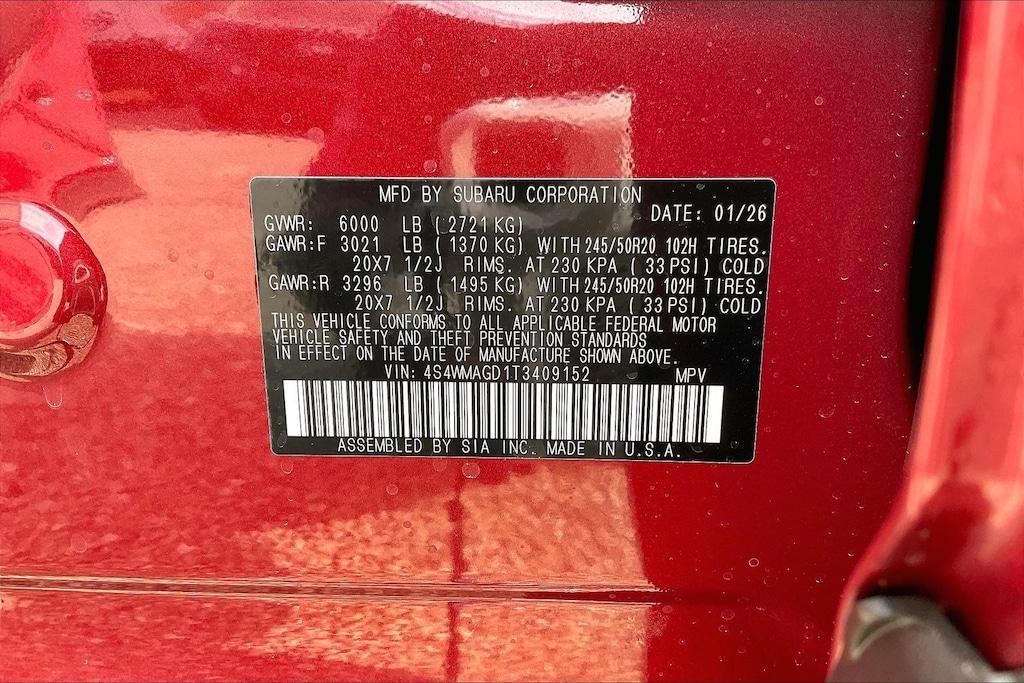 MFD BY SUBARU CORPORATION
DATE: 01/26
GVWR: 6000 LB ( 2721 KG)
GAWR:F 3021 LB ( 1370 KG) WITH 245/50R20 102H TIRES.
20X7 1/2J RIMS. AT 230 KPA ( 33 PSI) COLD
GAWR:R 3296 LB ( 1495 KG) WITH 245/50R20 102H TIRES.
20X7 1/2J RIMS. AT 230 KPA ( 33 PSI) COLD
THIS VEHICLE CONFORMS TO ALL APPLICABLE FEDERAL MOTOR
VEHICLE SAFETY AND THEFT PREVENTION STANDARDS
IN EFFECT ON THE DATE OF MANUFACTURE SHOWN ABOVE.
VIN: 4S4WMAGD1T3409152 MPV
ASSEMBLED BY SIA INC. MADE IN U.S.A.